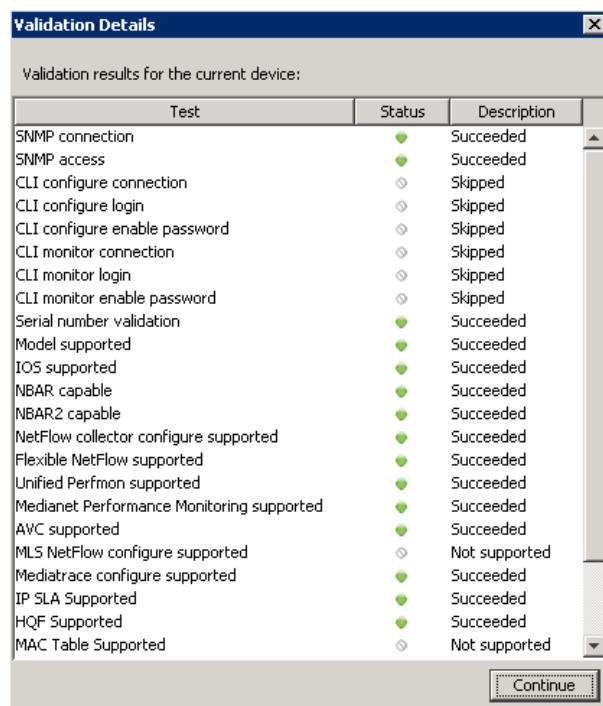 Validation Details
Validation results for the current device:
Test Status Description
SNMP connection Succeeded
SNMP access Succeeded
CLI configure connection Skipped
CLI configure login Skipped
CLI configure enable password Skipped
CLI monitor connection Skipped
CLI monitor login Skipped
CLI monitor enable password Skipped
Serial number validation Succeeded
Model supported Succeeded
IOS supported Succeeded
NBAR capable Succeeded
NBAR2 capable Succeeded
NetFlow collector configure supported Succeeded
Flexible NetFlow supported Succeeded
Unified Perfmon supported Succeeded
Medianet Performance Monitoring supported Succeeded
AVC supported Succeeded
MLS NetFlow configure supported Not supported
Mediatrace configure supported Succeeded
IP SLA Supported Succeeded
HQF Supported Succeeded
MAC Table Supported Not supported
Continue